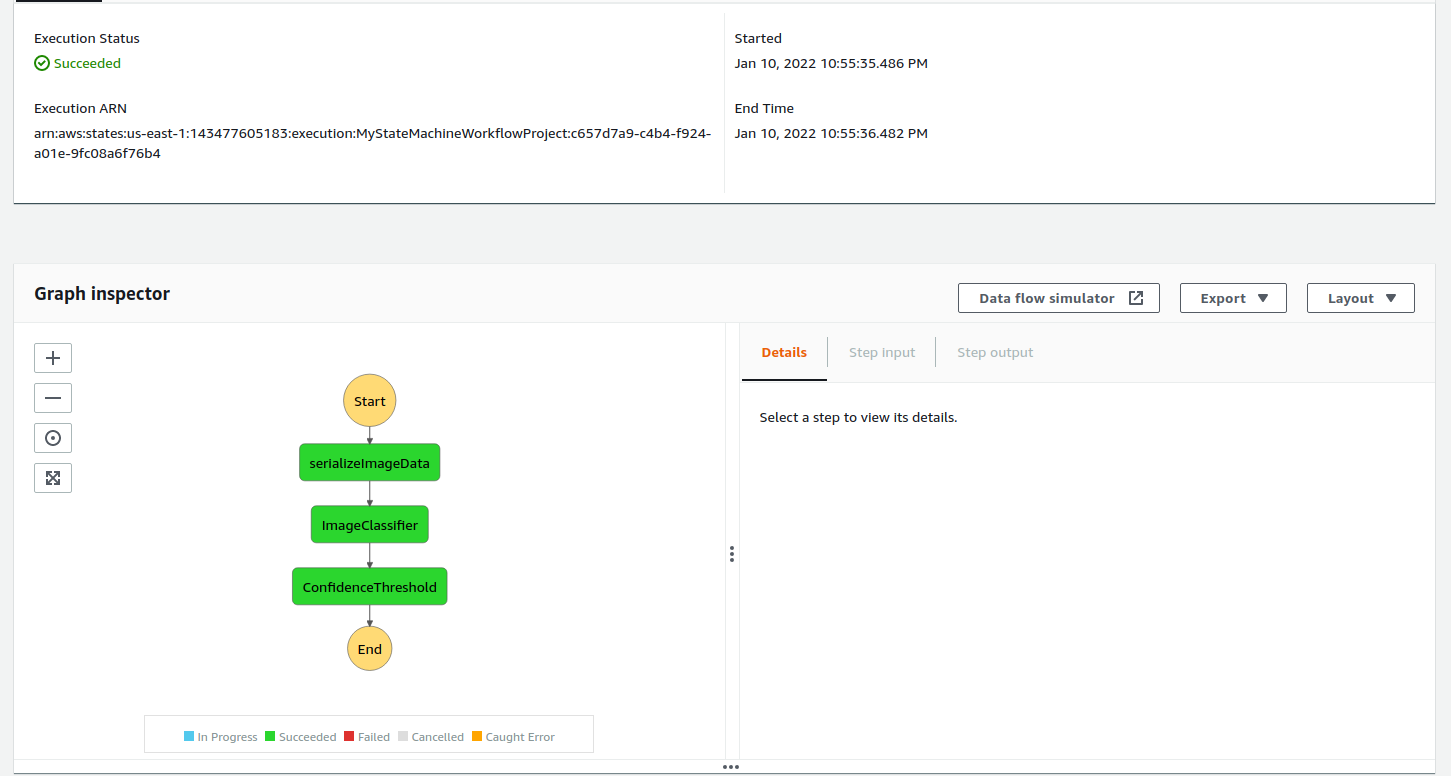 Execution Status
Succeeded
Execution ARN
arn:aws:states:us-east-1:143477605183:execution:MyStateMachineWorkflowProject:c657d7a9-c4b4-f924-
a01e-9fc08a6f76b4
Started
Jan 10, 2022 10:55:35.486 PM
End Time
Jan 10, 2022 10:55:36.482 PM
Graph inspector
Data flow simulator
Export
Layout
Start
serializeImageData
ImageClassifier
ConfidenceThreshold
End
In Progress Succeeded Failed Cancelled Caught Error
Details
Step input
Step output
Select a step to view its details.